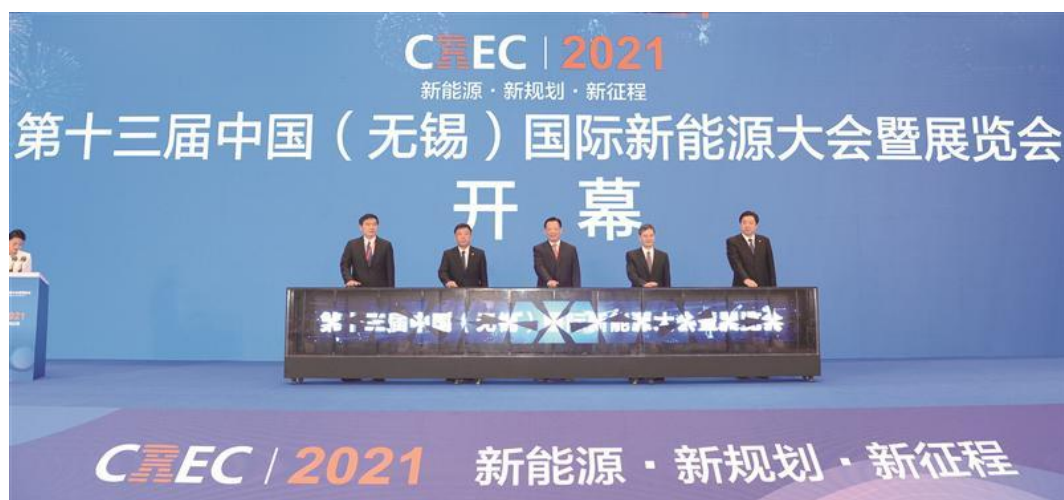 CREC | 2021
新能源·新规划·新征程
第十三届中国（无锡）国际新能源大会暨展览会
开幕
2021
CREC | 2021 新能源·新规划·新征程